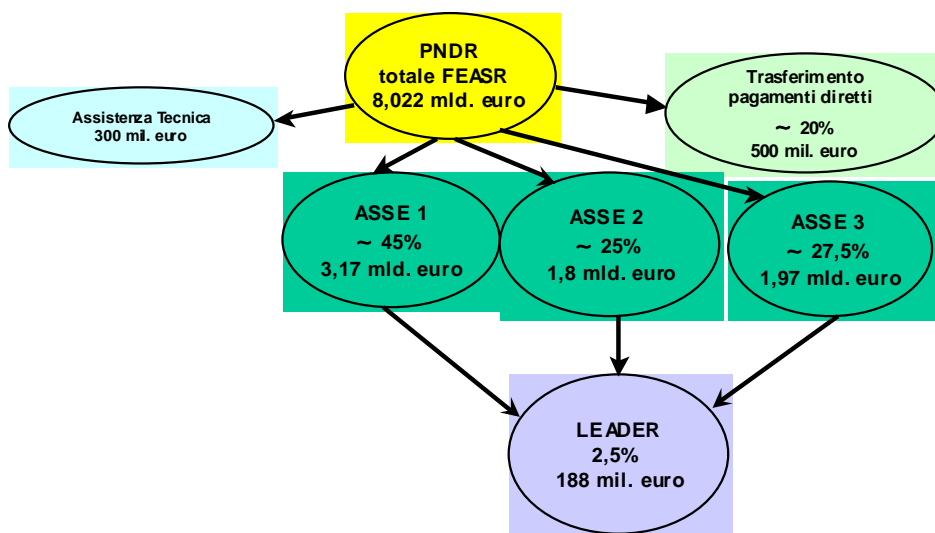 PNDR
totale FEASR
8,022 mld. euro
Assistenza Tecnica
300 mil. euro
Trasferimento
pagamenti diretti
~ 20%
500 mil. euro
ASSE 1
~ 45%
3,17 mld. euro
ASSE 2
~ 25%
1,8 mld. euro
ASSE 3
~ 27,5%
1,97 mld. euro
LEADER
2,5%
188 mil. euro